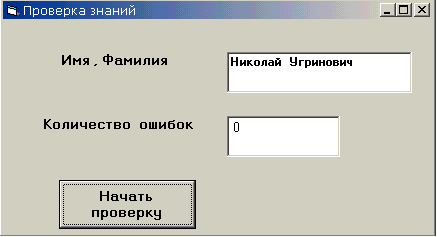 Проверка знаний
Имя, Фамилия
Николай Угринович
Количество ошибок
0
Начать
проверку